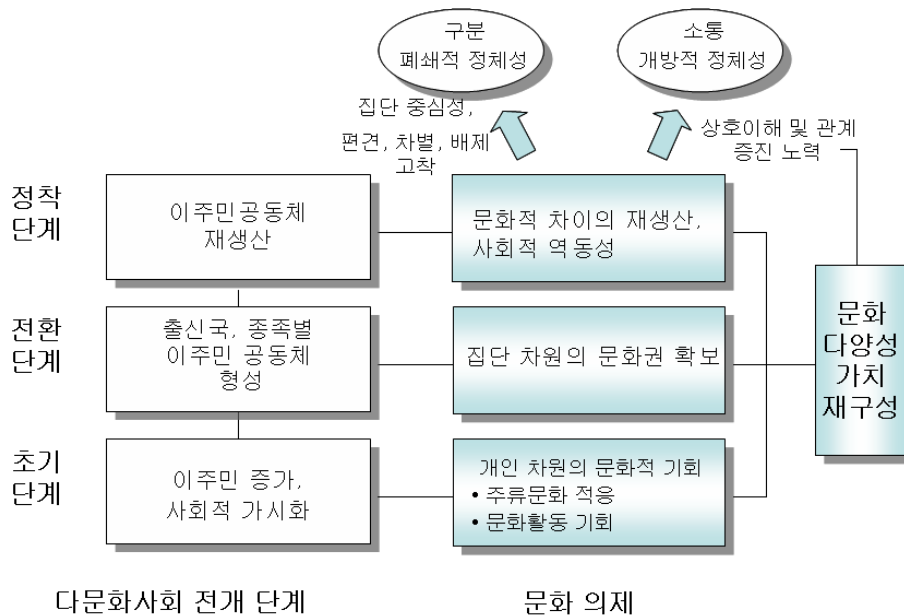 구분
폐쇄적 정체성
소통
개방적 정체성
집단 중심성,
편견, 차별, 배제
고착
상호이해 및 관계
증진 노력
정착
단계
이주민공동체
재생산
문화적 차이의 재생산,
사회적 역동성
전환
단계
출신국, 종족별
이주민 공동체
형성
집단 차원의 문화권 확보
문화
다양성
가치
재구성
초기
단계
이주민 증가,
사회적 가시화
개인 차원의 문화적 기회
• 주류문화 적응
• 문화활동 기회
다문화사회 전개 단계
문화 의제